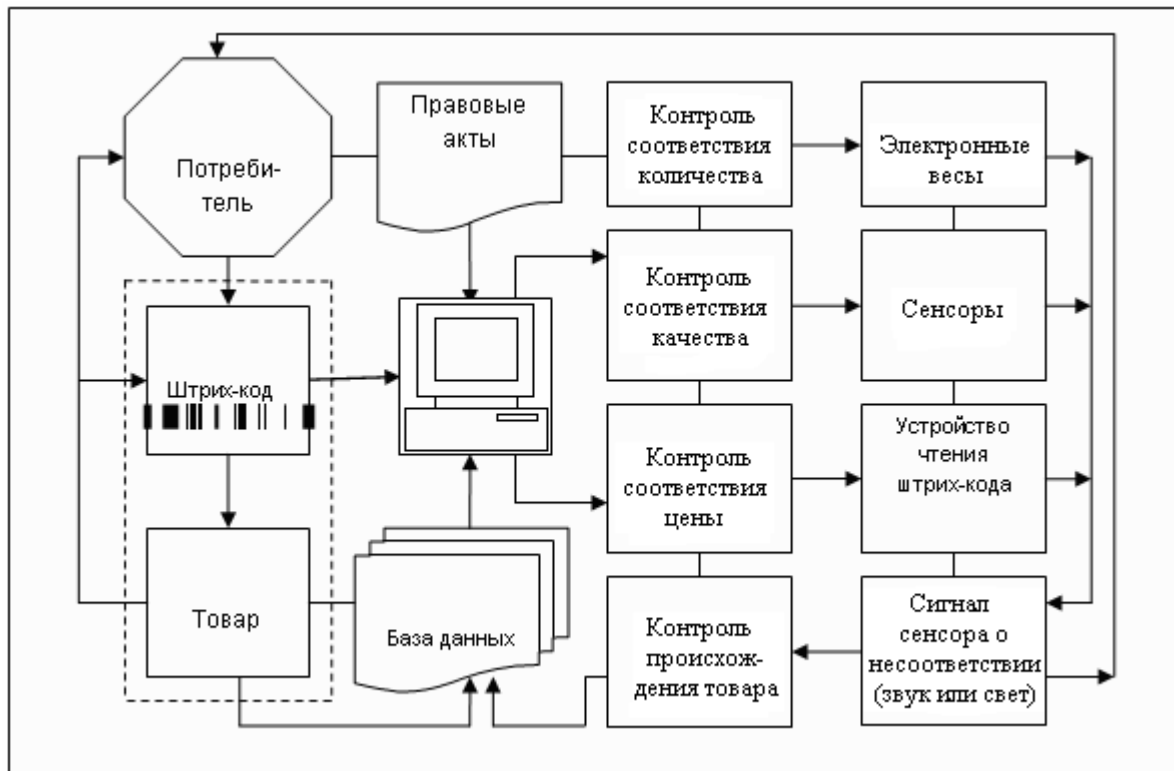 Потреби-
тель
Правовые
акты
Контроль
соответствия
количества
Электронные
весы
Штрих-код
Контроль
соответствия
качества
Сенсоры
Контроль
соответствия
цены
Устройство
чтения
штрих-кода
Товар
База данных
Контроль
происхож-
дения товара
Сигнал
сенсора о
несоответствии
(звук или свет)